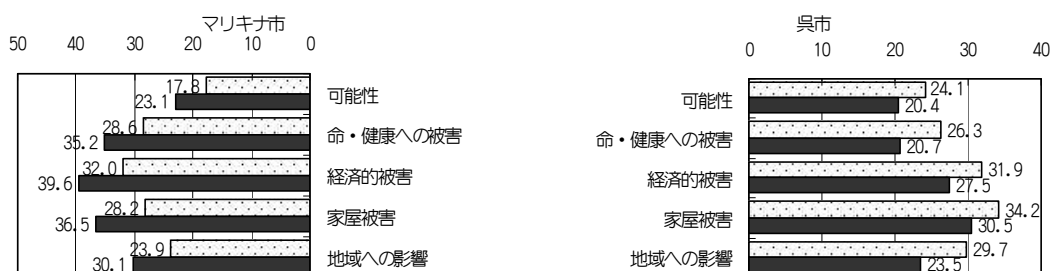 マリキナ市
50 40 30 20 10 0
17.8
23.1
可能性
28.6
35.2
命・健康への被害
32.0
39.6
経済的被害
28.2
36.5
家屋被害
23.9
30.1
地域への影響
呉市
0 10 20 30 40
可能性
24.1
20.4
命・健康への被害
26.3
20.7
経済的被害
31.9
27.5
家屋被害
34.2
30.5
地域への影響
29.7
23.5